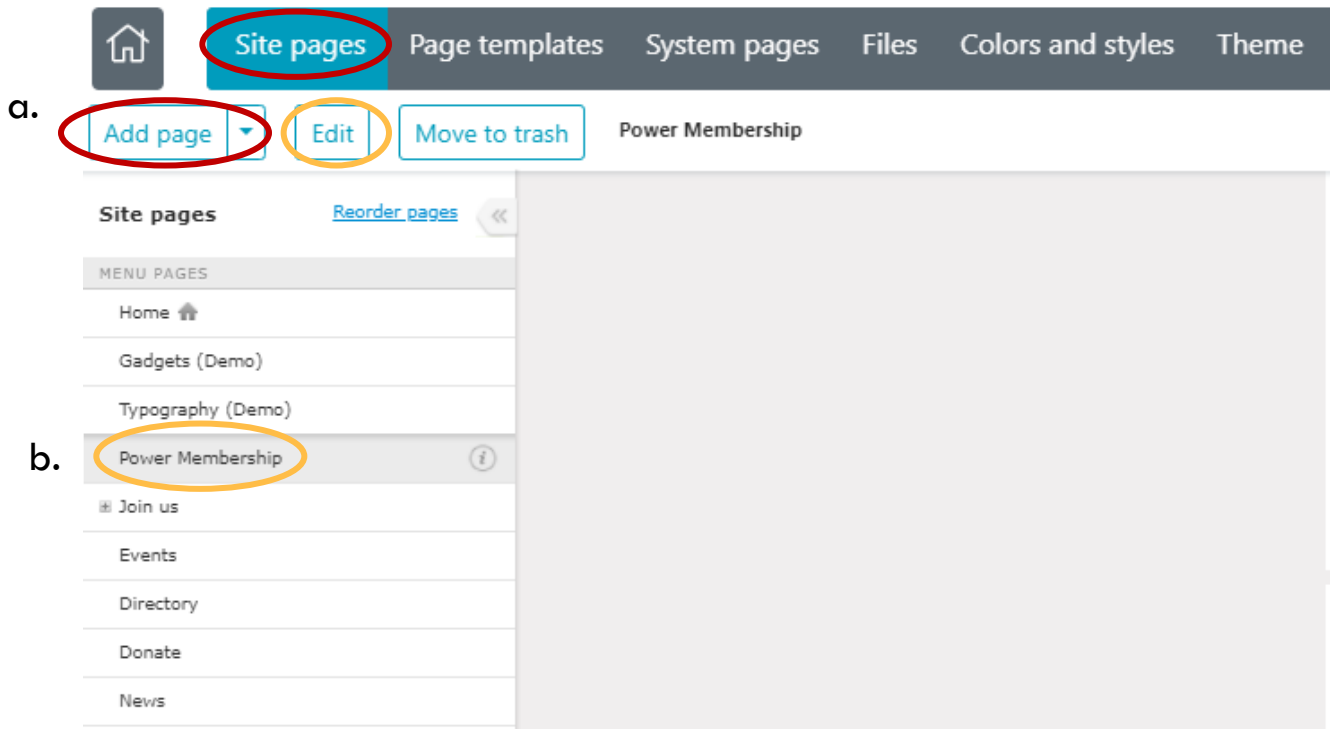 Site pages Page templates System pages Files Colors and styles Theme
a.
Add page Edit Move to trash Power Membership
Site pages Reorder pages
MENU PAGES
Home
Gadgets (Demo)
Typography (Demo)
b.
Power Membership i
Join us
Events
Directory
Donate
News